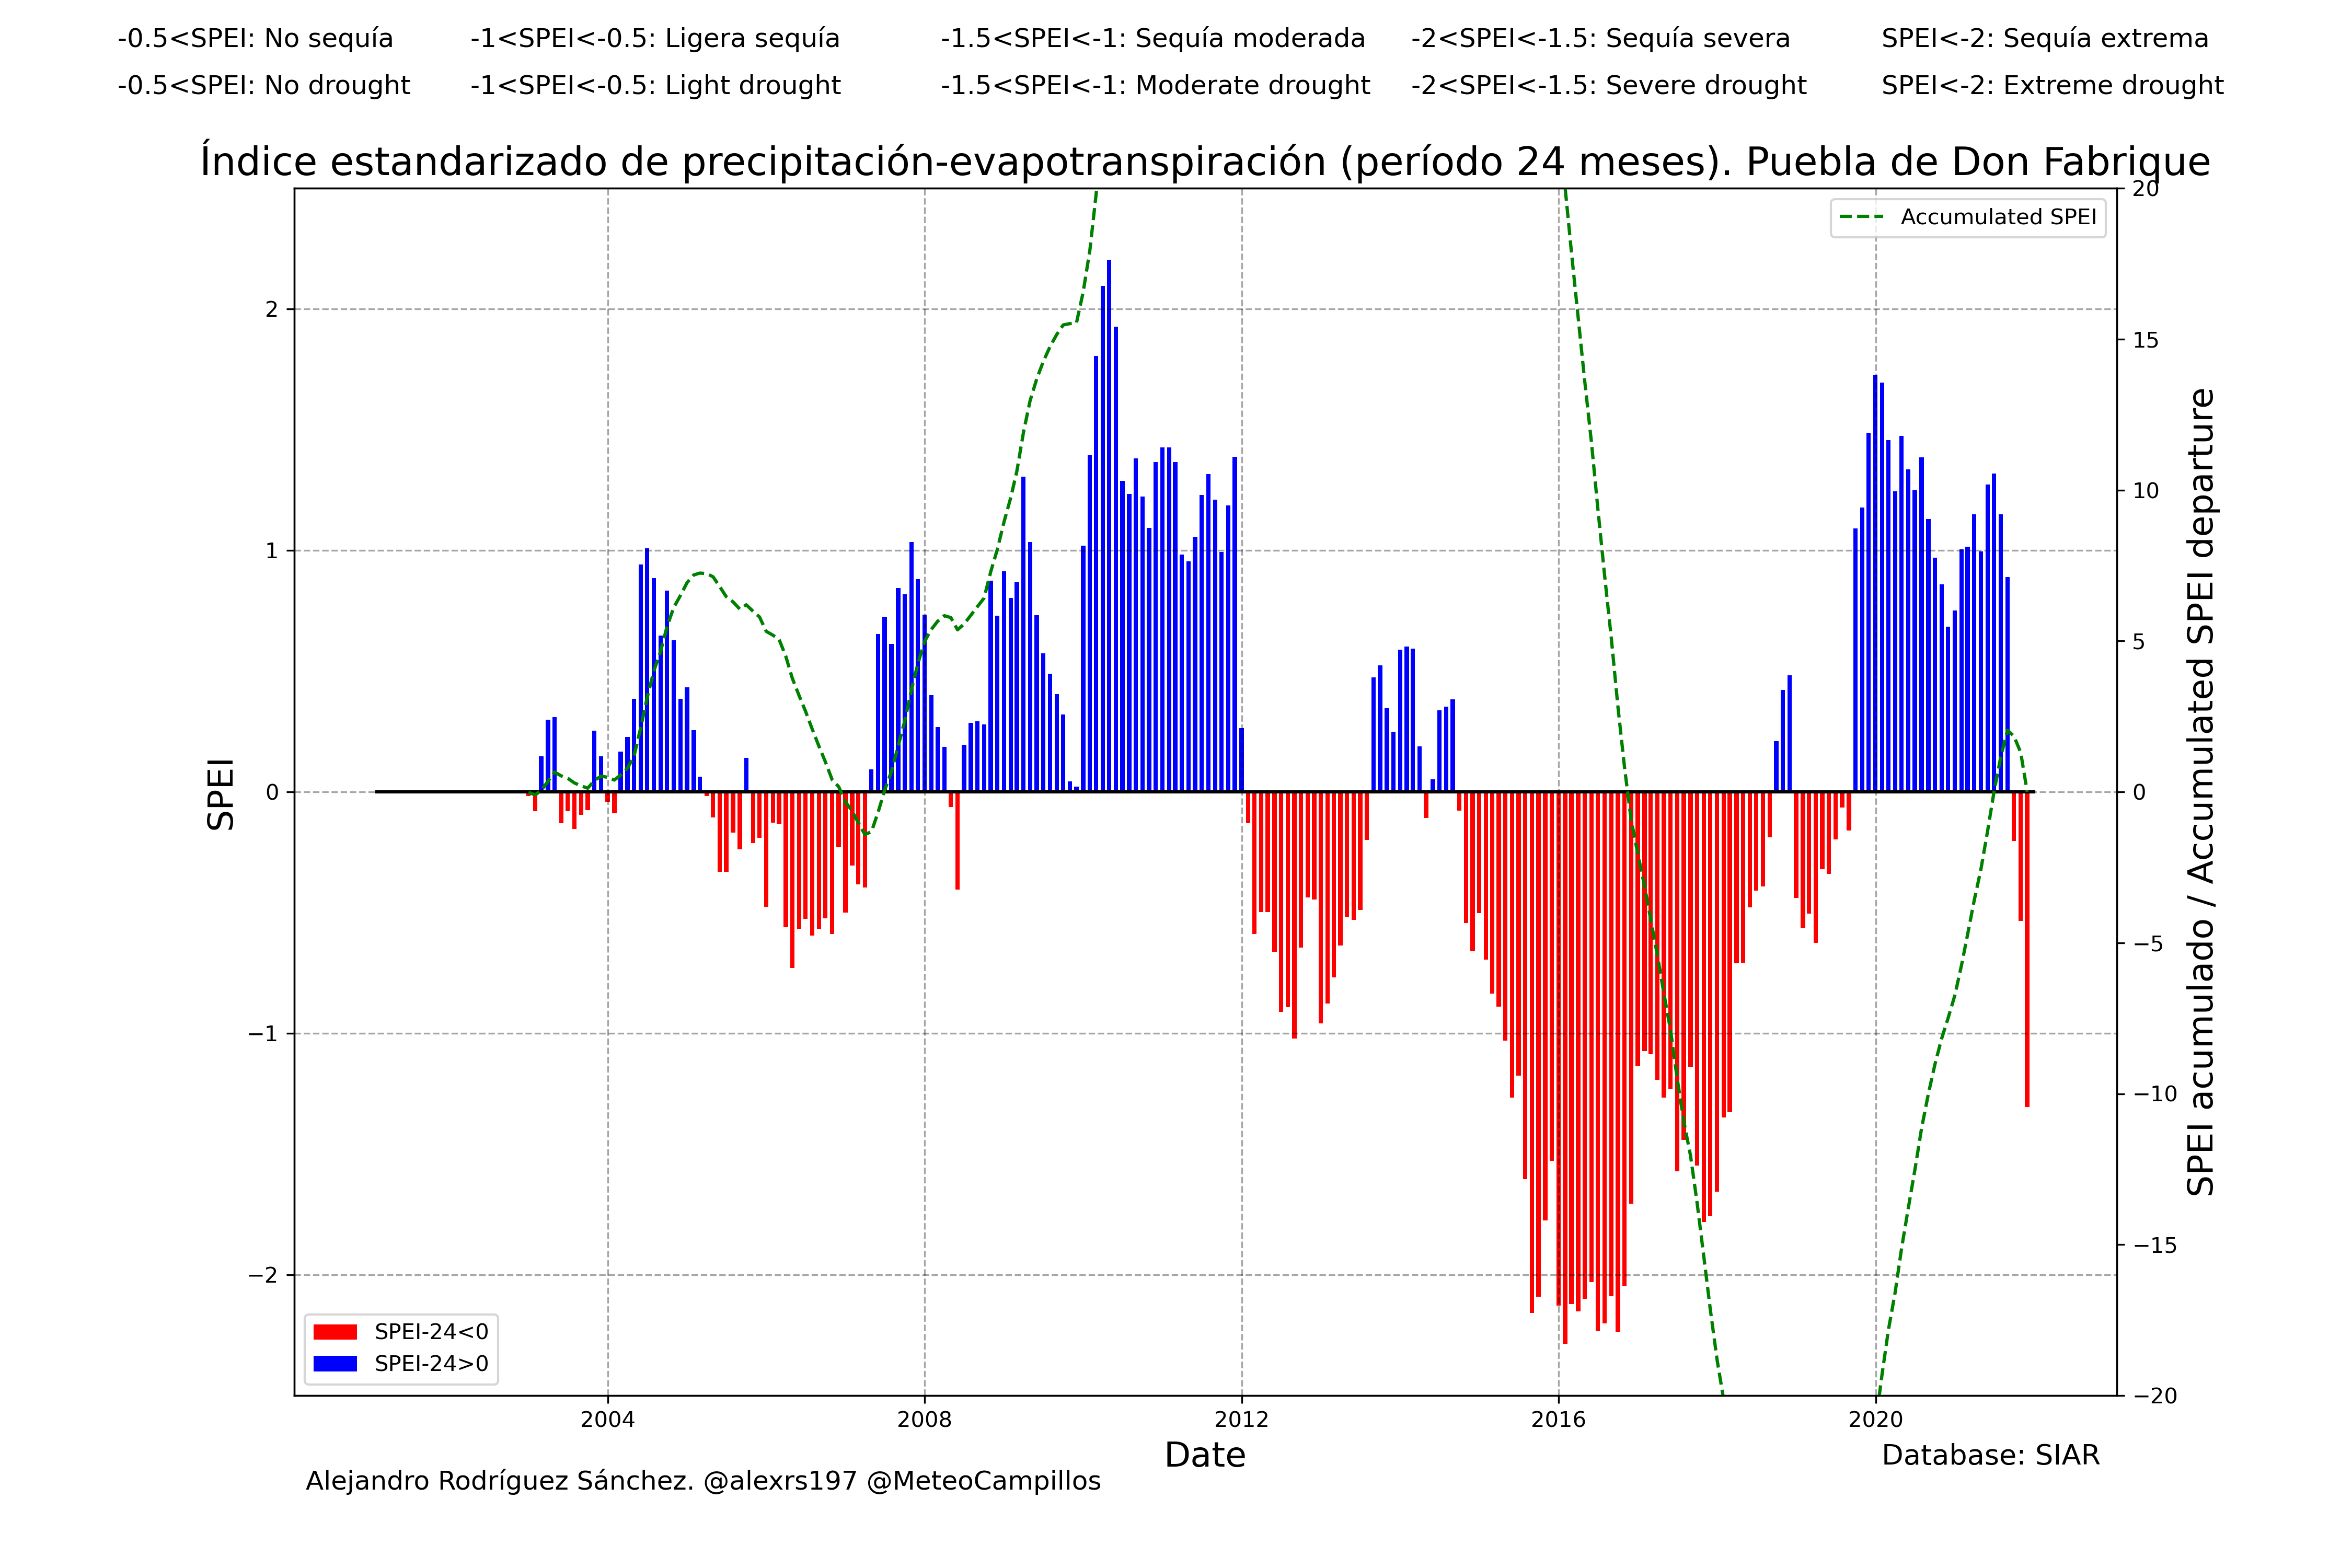 -0.5<SPEI: No sequía -1<SPEI<-0.5: Ligera sequía -1.5<SPEI<-1: Sequía moderada -2<SPEI<-1.5: Sequía severa SPEI<-2: Sequía extrema
-0.5<SPEI: No drought -1<SPEI<-0.5: Light drought -1.5<SPEI<-1: Moderate drought -2<SPEI<-1.5: Severe drought SPEI<-2: Extreme drought
Índice estandarizado de precipitación-evapotranspiración (período 24 meses). Puebla de Don Fabrique
Accumulated SPEI
2
1
0
−1
−2
SPEI
20
15
10
5
0
−5
−10
−15
−20
SPEI acumulado / Accumulated SPEI departure
SPEI-24<0
SPEI-24>0
2004 2008 2012 2016 2020
Date
Database: SIAR
Alejandro Rodríguez Sánchez. @alexrs197 @MeteoCampillos